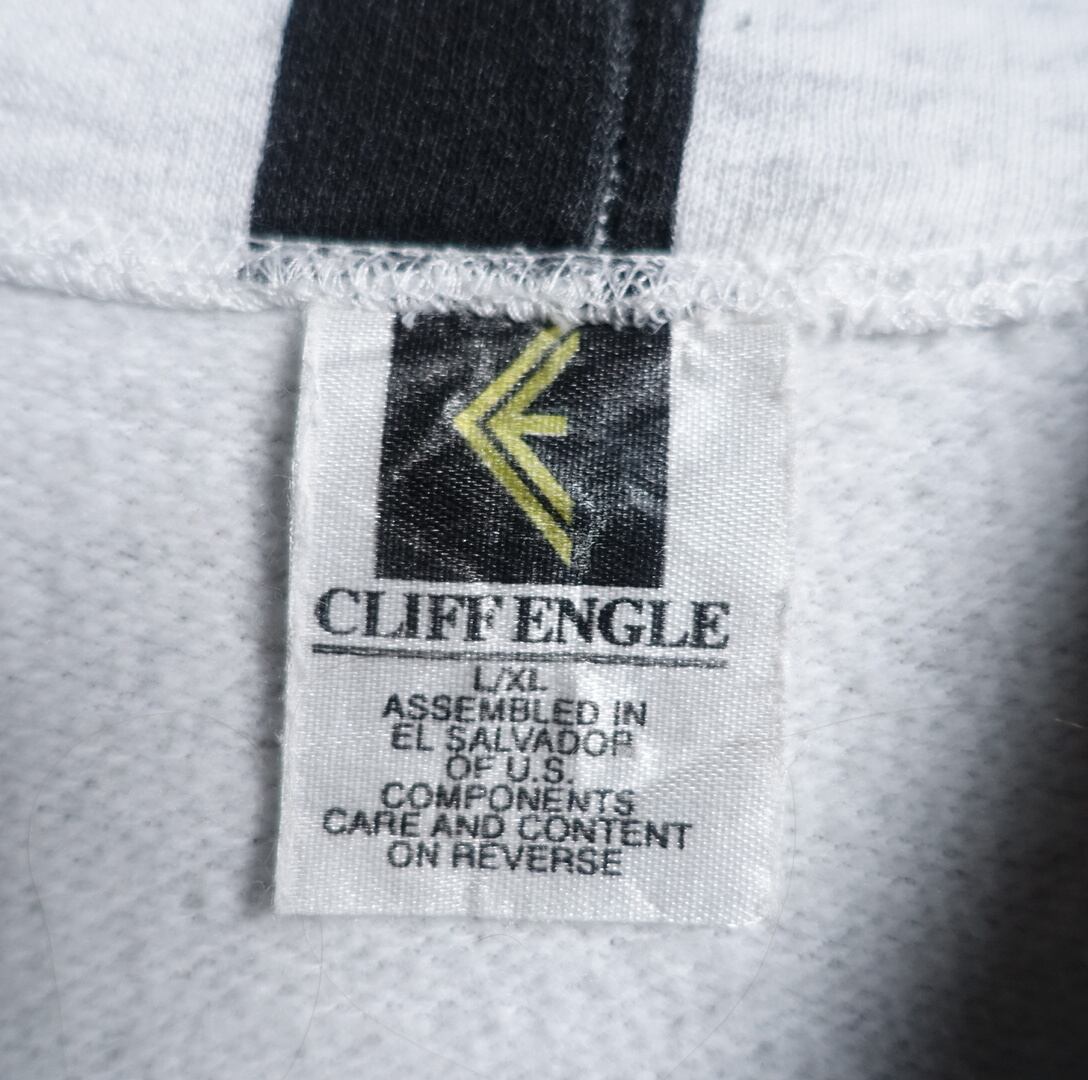 CLIFF ENGLE
L/XL
ASSEMBLED IN
EL SALVADOR
OF U.S.
COMPONENTS
CARE AND CONTENT
ON REVERSE